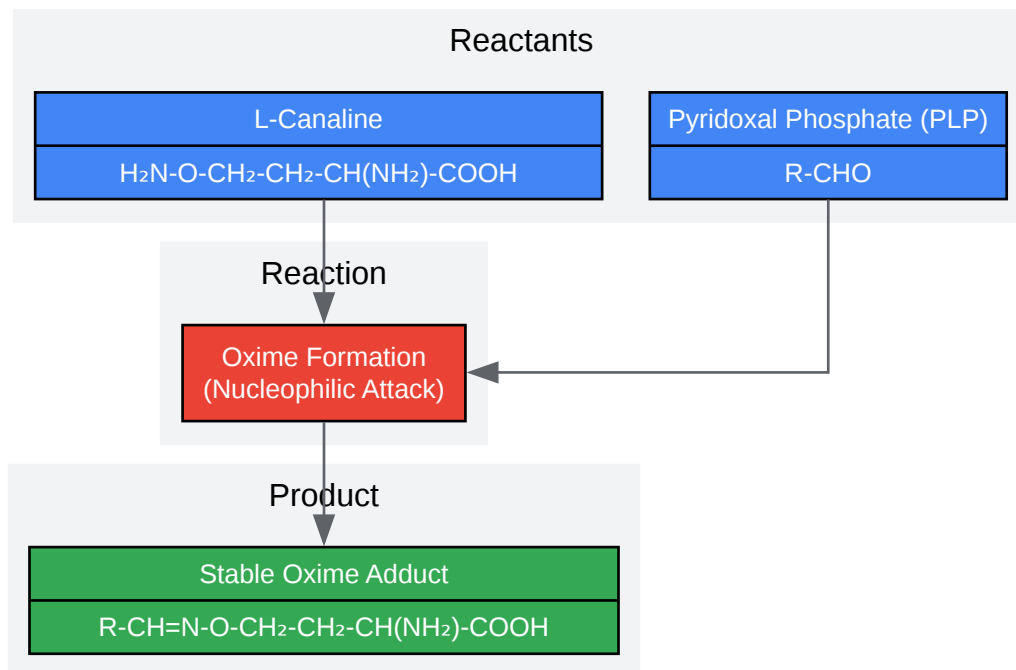 Reactants
L-Canaline
H₂N-O-CH₂-CH₂-CH(NH₂)-COOH
Pyridoxal Phosphate (PLP)
R-CHO
Reaction
Oxime Formation
(Nucleophilic Attack)
Product
Stable Oxime Adduct
R-CH=N-O-CH₂-CH₂-CH(NH₂)-COOH